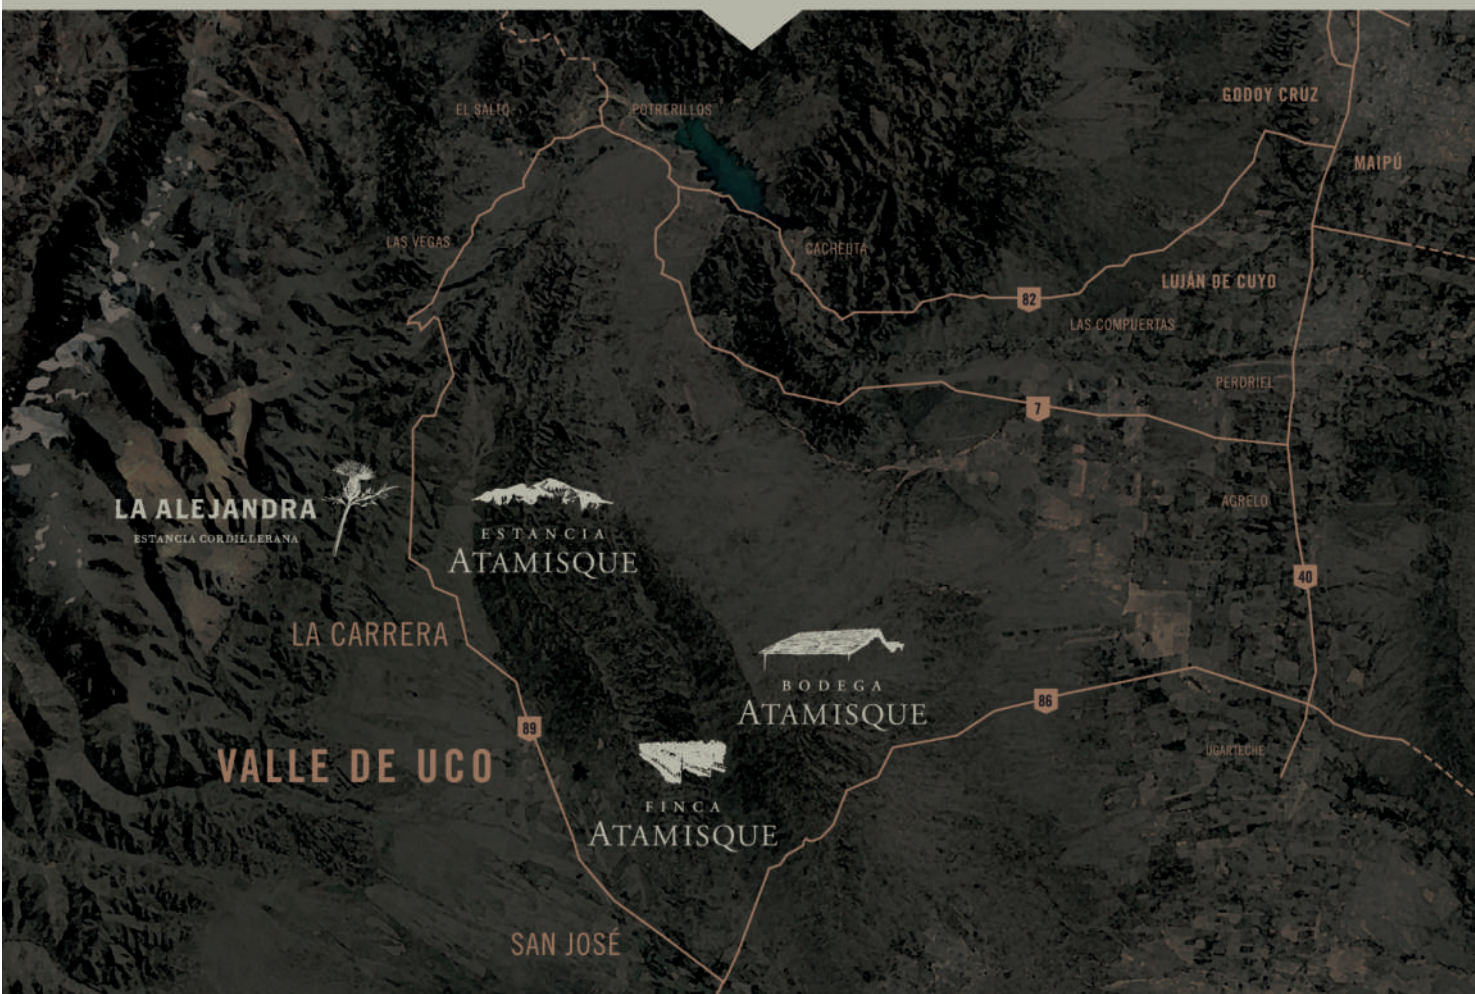 GODOY CRUZ
EL SALTO
POTRERILLOS
MAIPÚ
LAS VEGAS
CACHEUTA
LUJÁN DE CUYO
82
LAS COMPUERTAS
PERDRIEL
7
LA ALEJANDRA
ESTANCIA CORDILLERANA
ESTANCIA
ATAMISQUE
AGRELO
40
LA CARRERA
BODEGA
ATAMISQUE
86
89
VALLE DE UCO
UGARTECHE
FINCA
ATAMISQUE
SAN JOSÉ